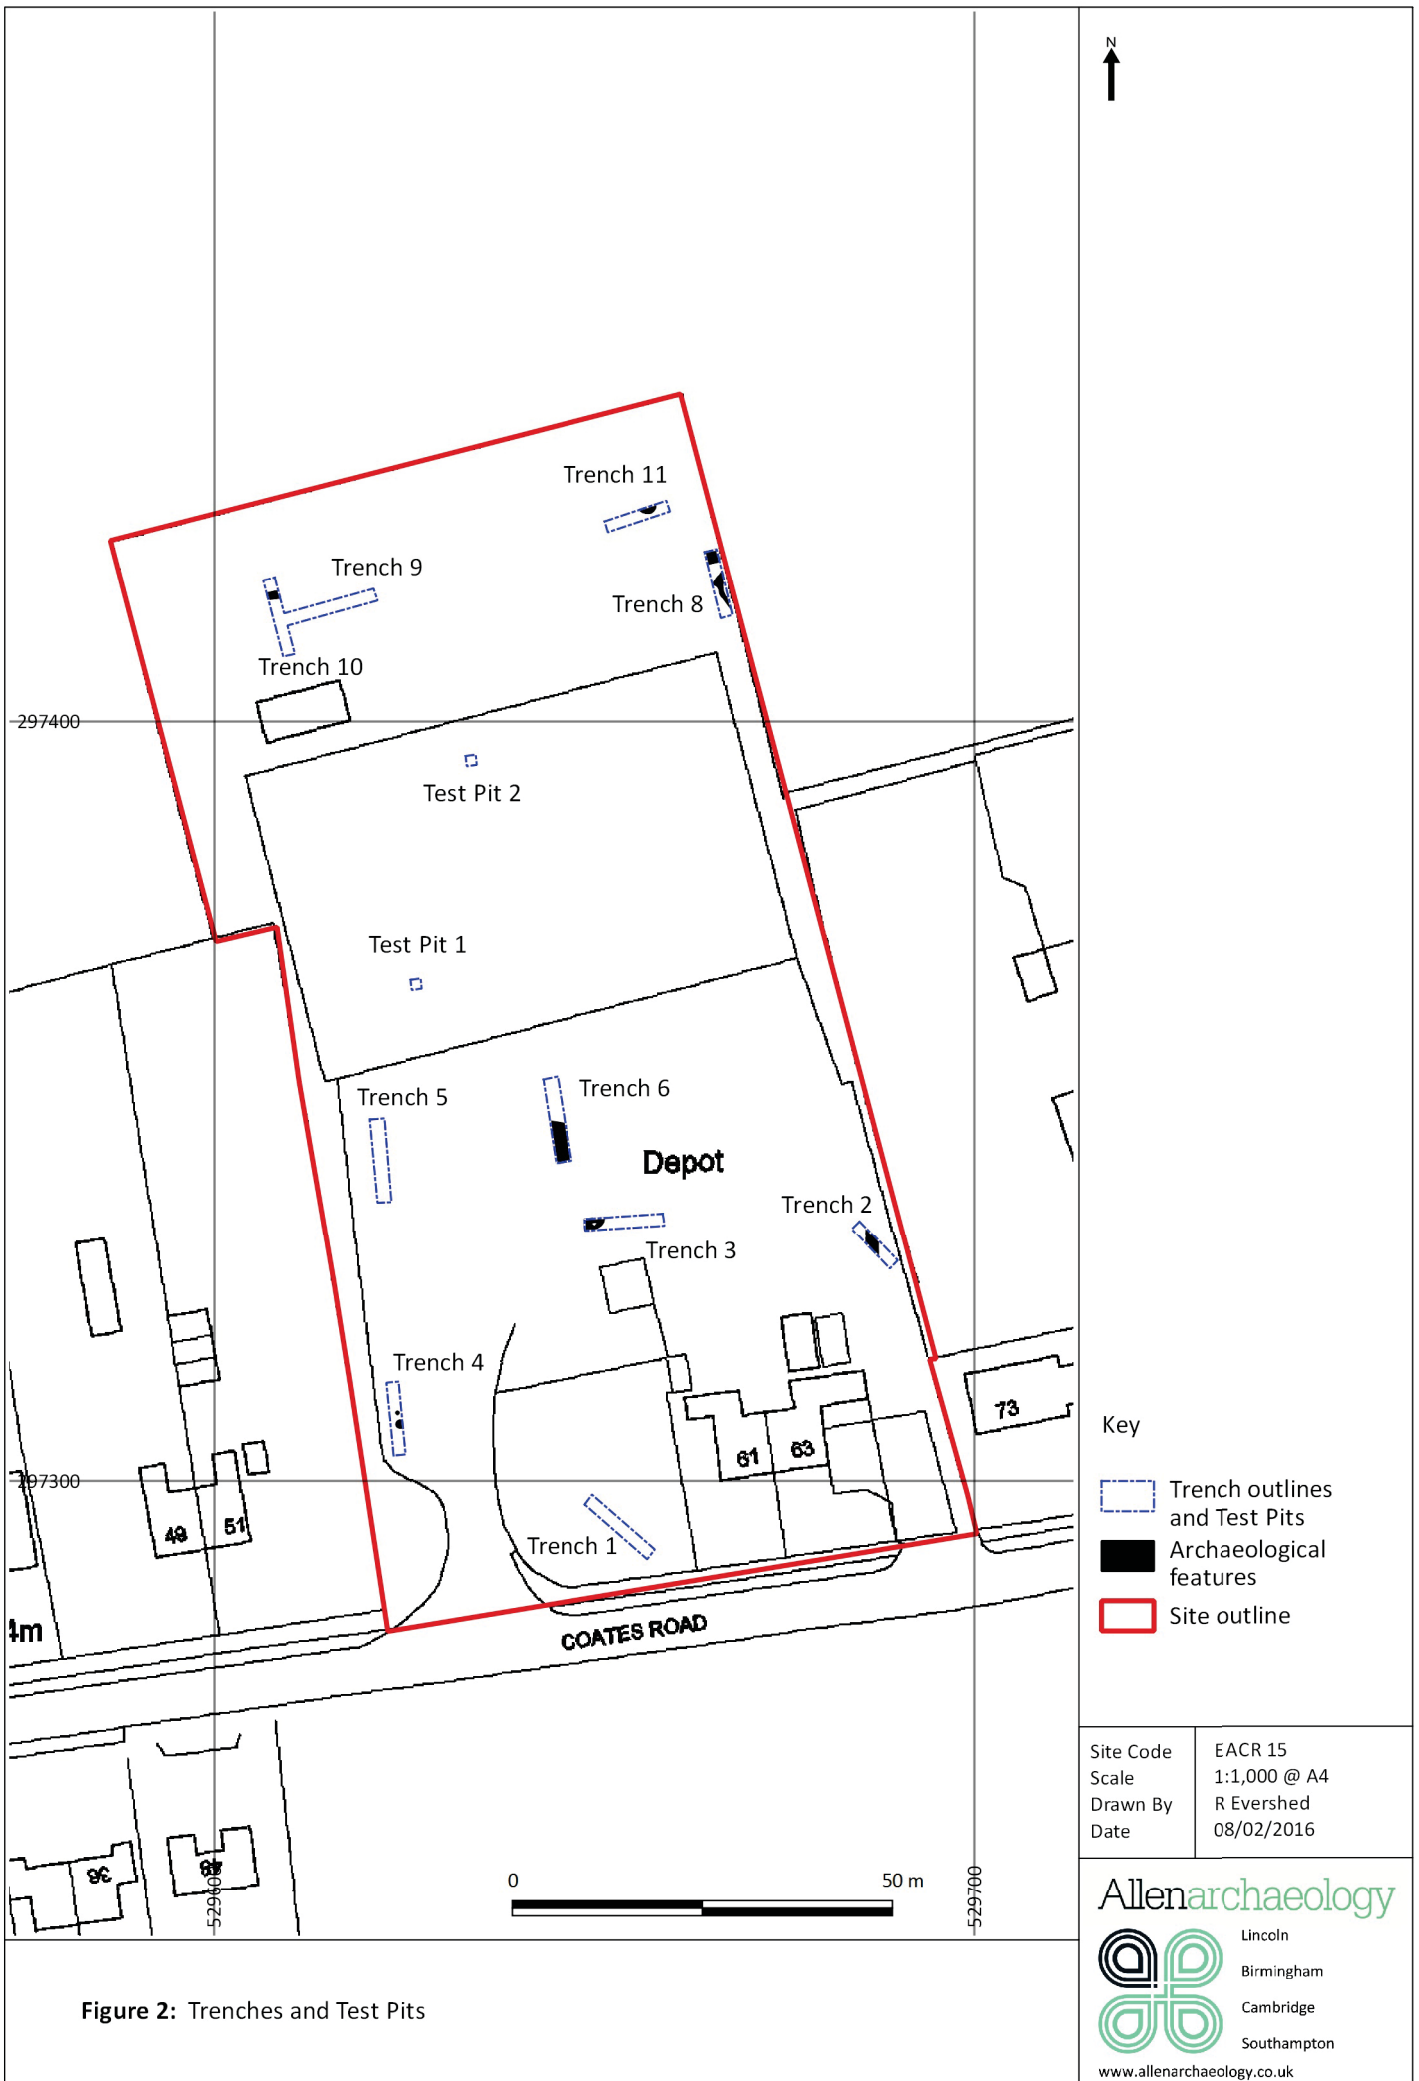 N
Trench 11
Trench 9
Trench 8
Trench 10
297400
Test Pit 2
Test Pit 1
Trench 5
Trench 6
Depot
Trench 2
Trench 3
Trench 4
73
61
63
297300
49
51
Trench 1
COATES ROAD
4m
36
48
529600
529700
0
50 m
Key
Trench outlines
and Test Pits
Archaeological
features
Site outline
Site Code EACR 15
Scale 1:1,000 @ A4
Drawn By R Evershed
Date 08/02/2016
Allenarchaeology
Lincoln
Birmingham
Cambridge
Southampton
www.allenarchaeology.co.uk
Figure 2: Trenches and Test Pits